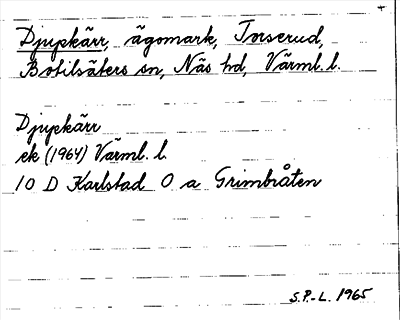 Djupkärr, ägomark, Torserud,
Botilsäters sn, Näs hd, Värml. l.
Djupkärr
ek (1964) Värml. l.
10 D Karlstad O a Grimbråten
S.P.-L. 1965